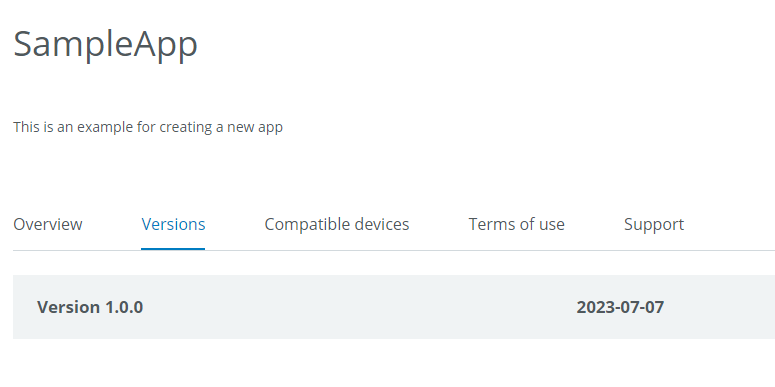 SampleApp
This is an example for creating a new app
Overview Versions Compatible devices Terms of use Support
Version 1.0.0 2023-07-07